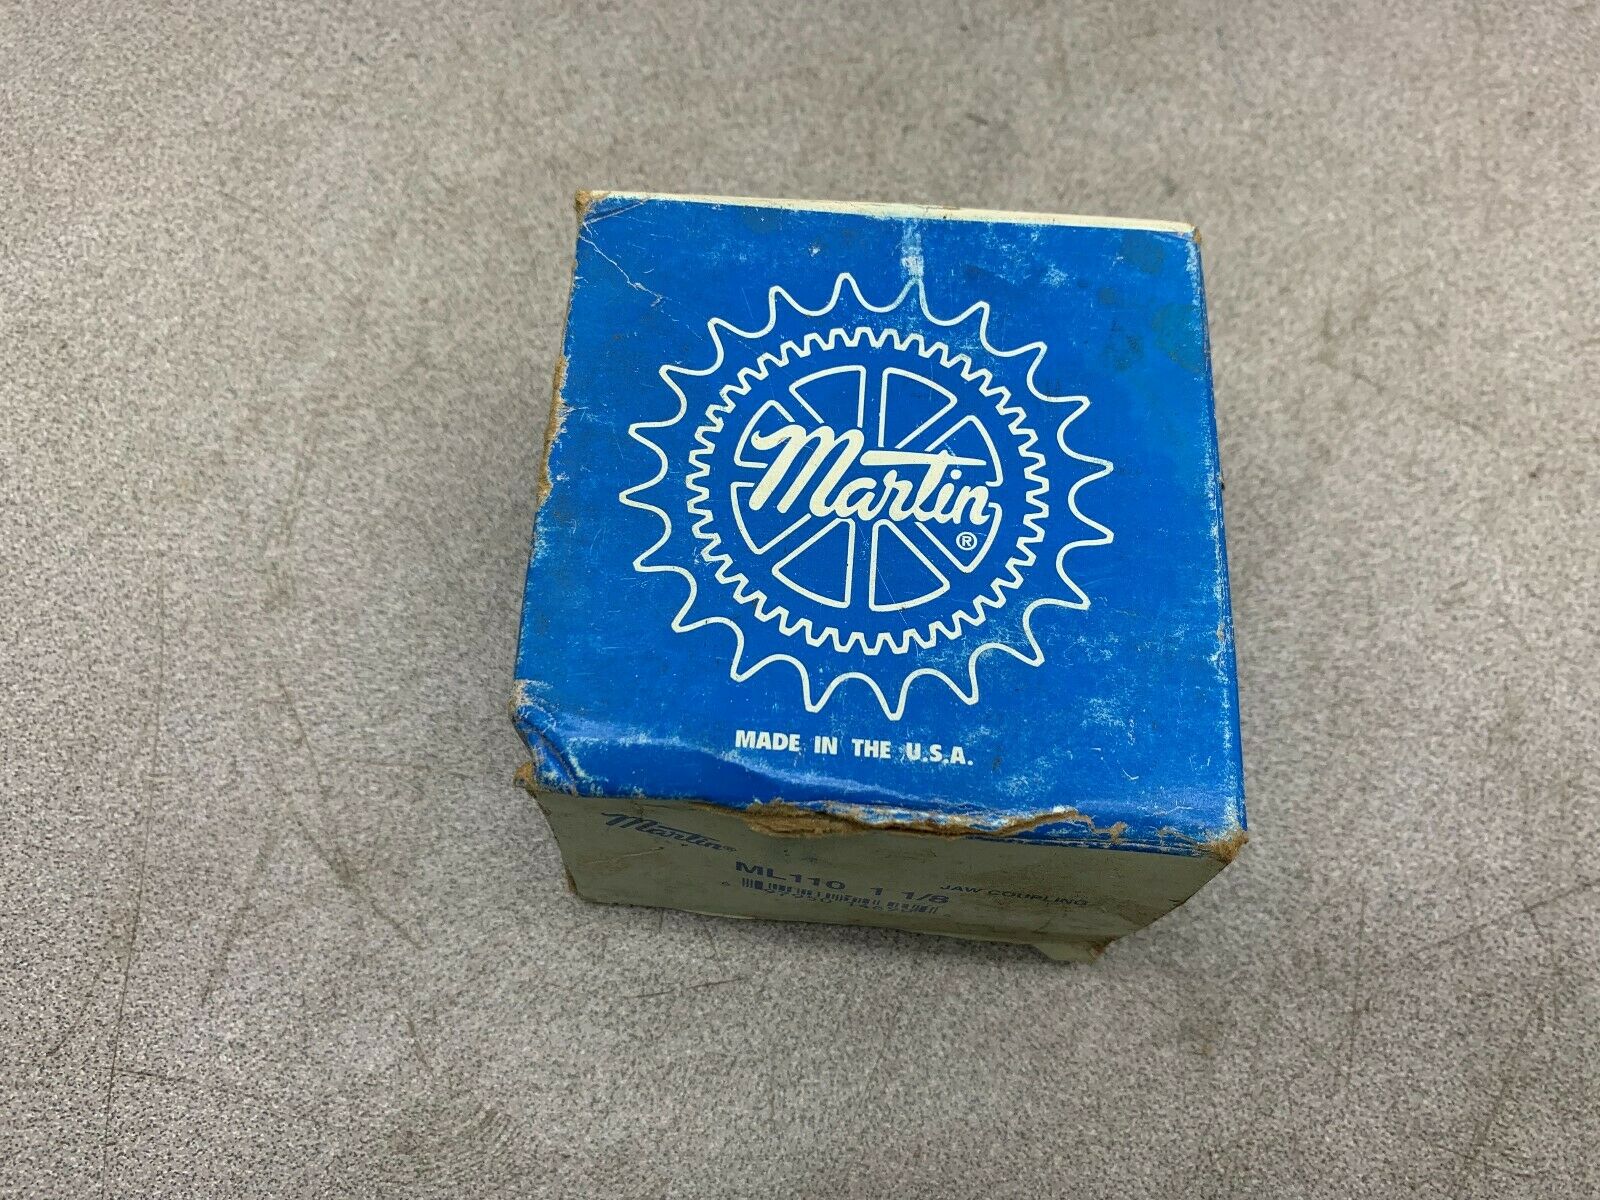 Martin®
MADE IN THE U.S.A.
Martin®
ML110 1 1/8
JAW COUPLING